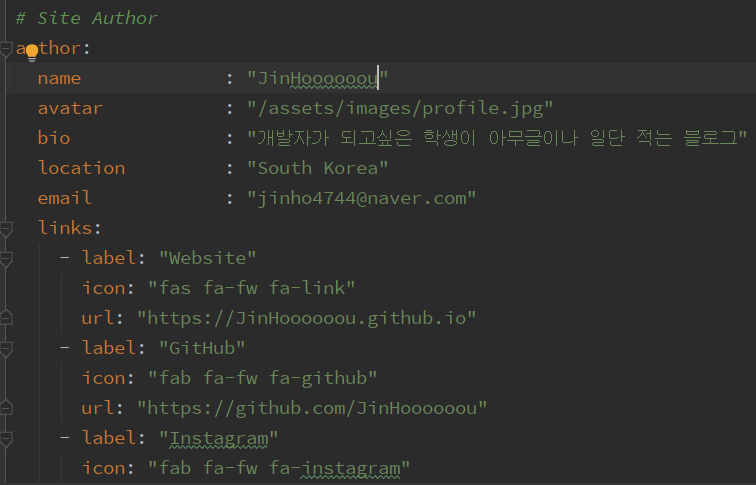 # Site Author
author:
name : "JinHoooooou"
avatar : "/assets/images/profile.jpg"
bio : "개발자가 되고싶은 학생이 아무글이나 일단 적는 블로그"
location : "South Korea"
email : "jinho4744@naver.com"
links:
- label: "Website"
icon: "fas fa-fw fa-link"
url: "https://JinHoooooou.github.io"
- label: "GitHub"
icon: "fab fa-fw fa-github"
url: "https://github.com/JinHoooooou"
- label: "Instagram"
icon: "fab fa-fw fa-instagram"